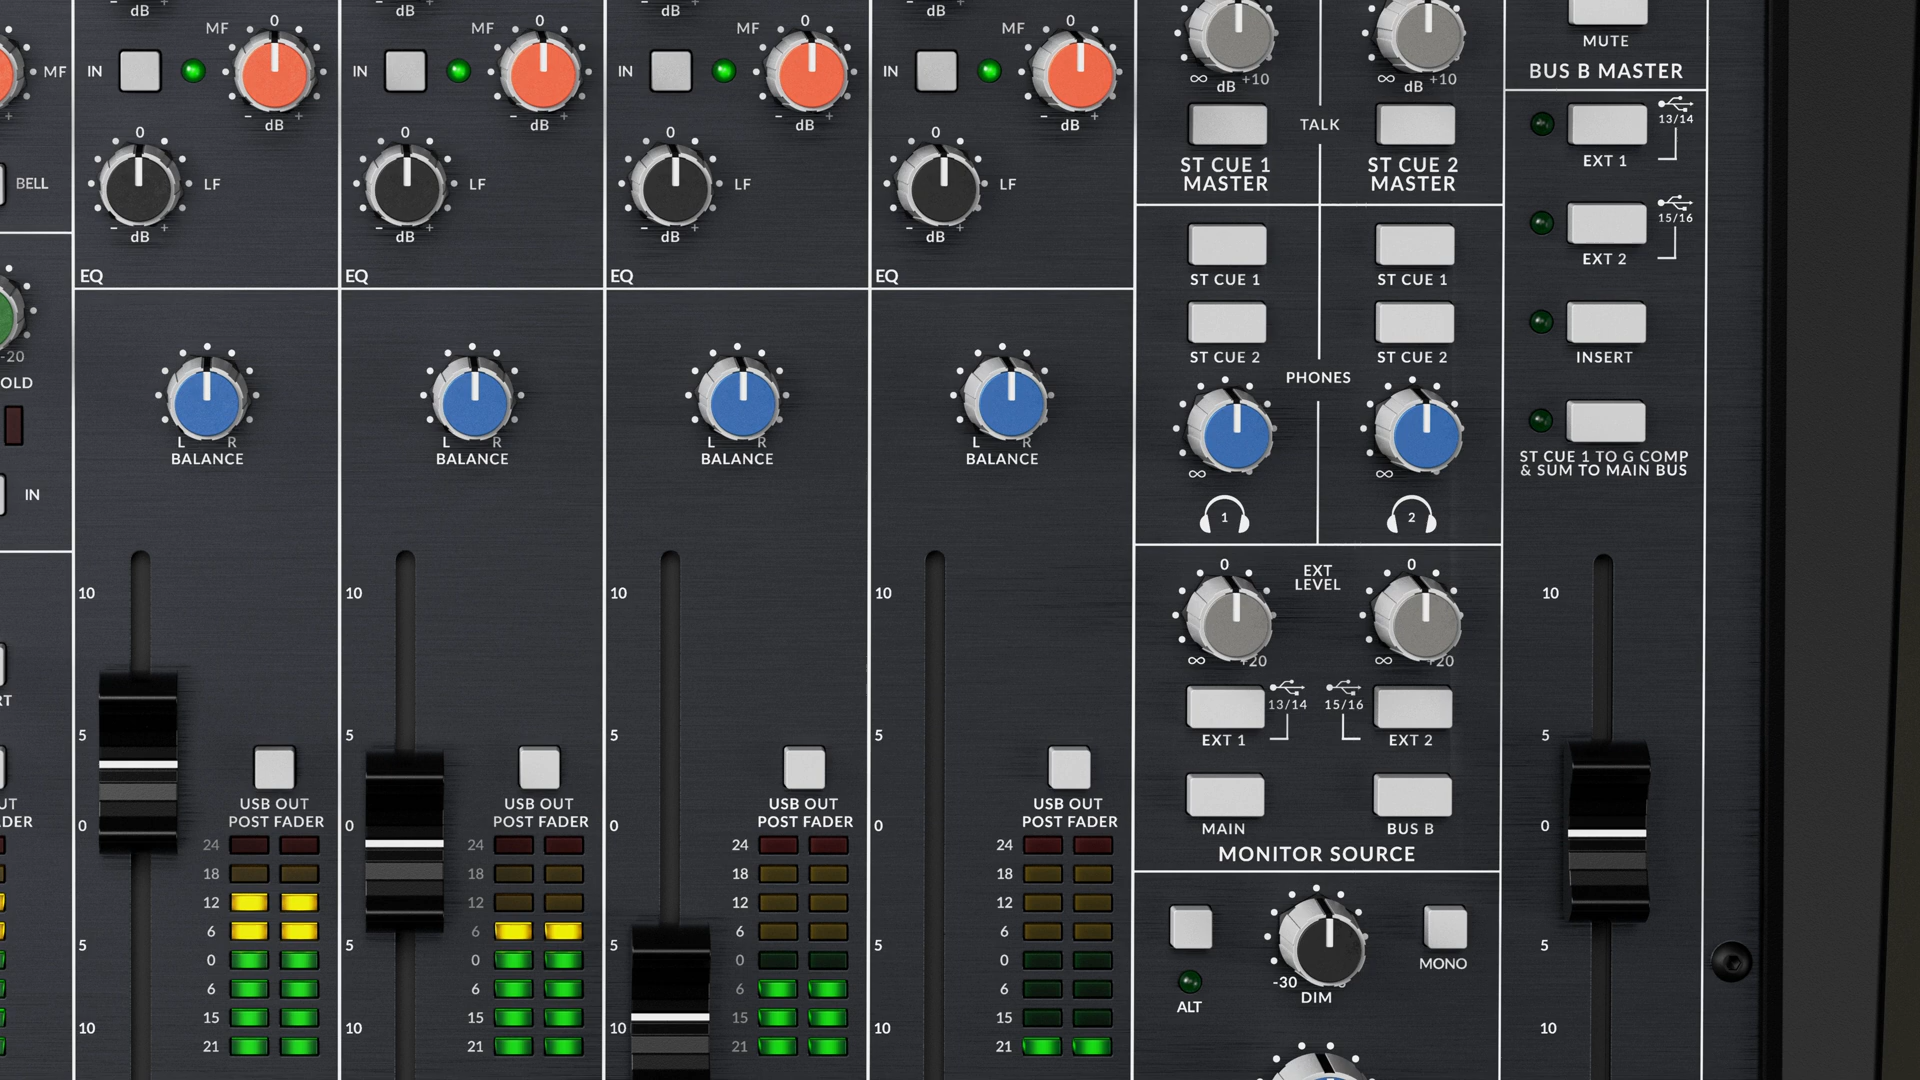 dB
dB
dB
dB
MF
IN
0
MF
- dB +
0
LF
- dB +
EQ
IN
0
MF
- dB +
0
LF
- dB +
EQ
IN
0
MF
- dB +
0
LF
- dB +
EQ
IN
0
MF
- dB +
0
LF
- dB +
EQ
BELL
-20
OLD
IN
RT
UT
DER
L R
BALANCE
10
5
0
5
10
USB OUT
POST FADER
24
18
12
6
0
6
15
21
L R
BALANCE
10
5
0
5
10
USB OUT
POST FADER
24
18
12
6
0
6
15
21
L R
BALANCE
10
5
0
5
10
USB OUT
POST FADER
24
18
12
6
0
6
15
21
L R
BALANCE
10
5
0
5
10
USB OUT
POST FADER
24
18
12
6
0
6
15
21
∞ dB +10
∞ dB +10
TALK
ST CUE 1
MASTER
ST CUE 2
MASTER
ST CUE 1
ST CUE 1
ST CUE 2
ST CUE 2
PHONES
∞
∞
1
2
0
EXT
LEVEL
0
∞ +20
∞ +20
13/14
15/16
EXT 1
EXT 2
MAIN
BUS B
MONITOR SOURCE
ALT
-30
DIM
MONO
MUTE
BUS B MASTER
13/14
EXT 1
15/16
EXT 2
INSERT
ST CUE 1 TO G COMP
& SUM TO MAIN BUS
10
5
0
5
10